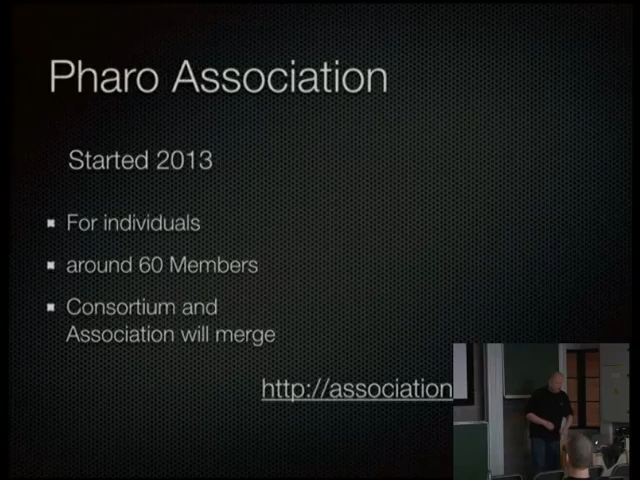 Pharo Association
Started 2013
For individuals
around 60 Members
Consortium and
Association will merge
http://association